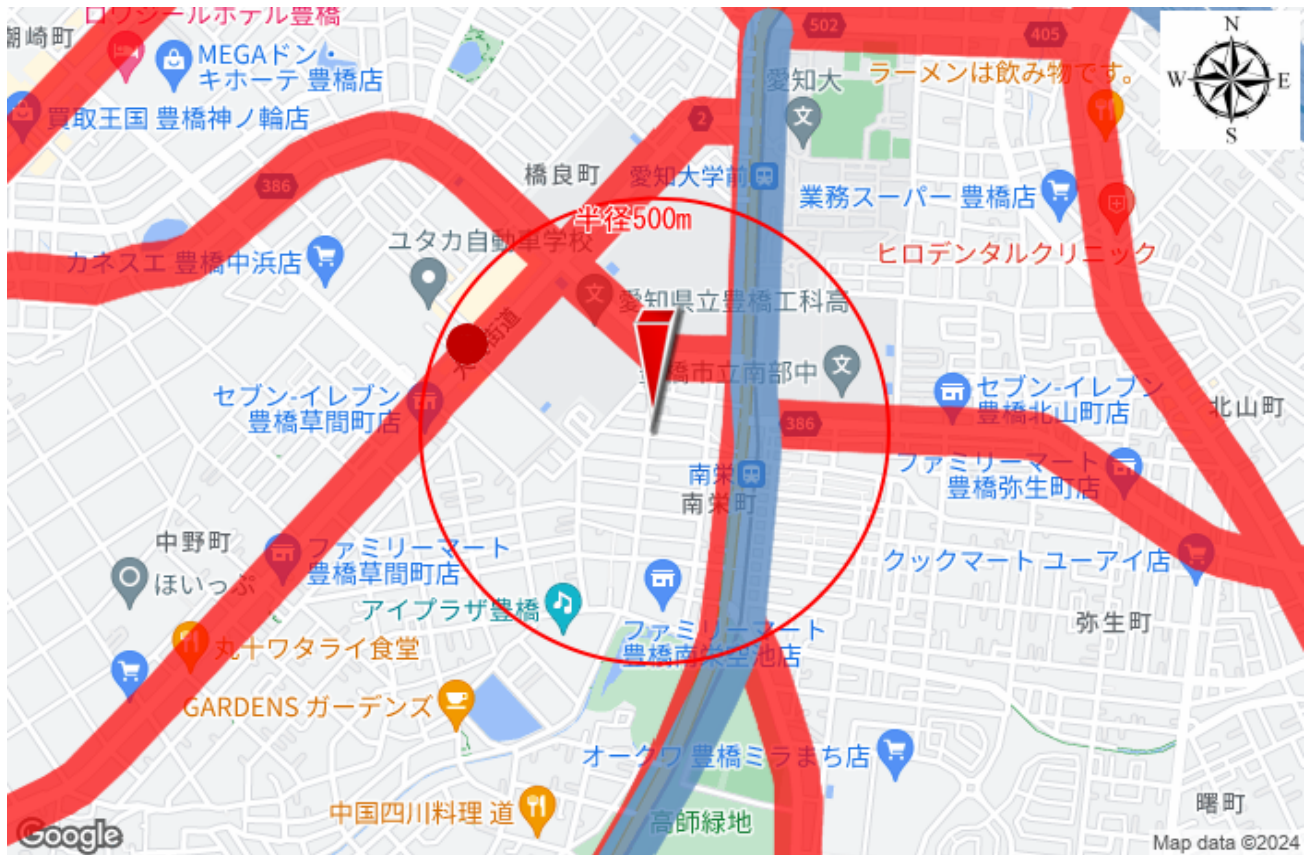 ロワジールホテル豊橋
潮崎町
MEGAドン・
キホーテ 豊橋店
買取王国 豊橋神ノ輪店
502
405
N
W
E
S
愛知大
ラーメンは飲み物です。
2
386
橋良町
愛知大学前
業務スーパー 豊橋店
半径500m
ユタカ自動車学校
カネスエ 豊橋中浜店
ヒロデンタルクリニック
愛知県立豊橋工科高
街道
橋市立南部中
セブン-イレブン
豊橋草間町店
セブン-イレブン
豊橋北山町店
北山町
386
南栄
南栄町
ファミリーマート
豊橋弥生町店
中野町
ほいっぷ
ファミリーマート
豊橋草間町店
クックマート ユーアイ店
アイプラザ豊橋
ファミリーマート
豊橋南栄空池店
弥生町
丸十ワタライ食堂
GARDENS ガーデンズ
オークワ 豊橋ミラまち店
中国四川料理 道
高師緑地
曙町
Google
Map data ©2024